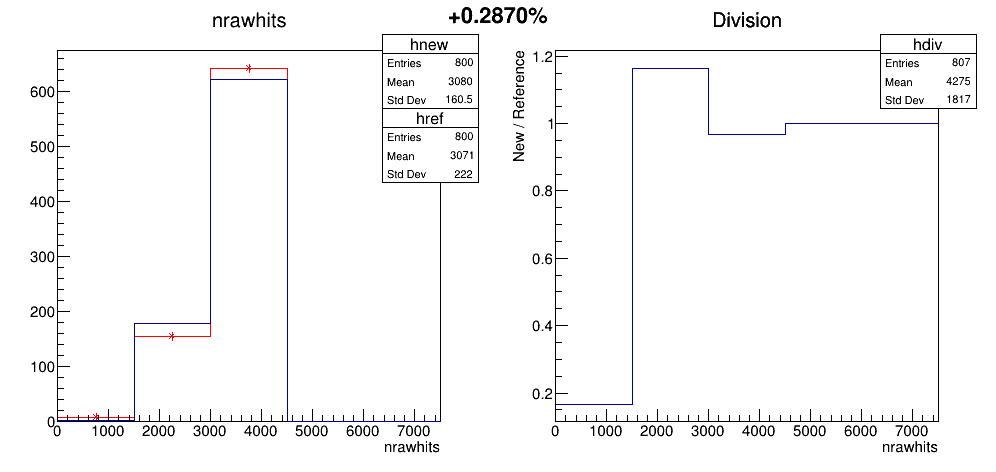 +0.2870%
nrawhits
hnew
Entries 800
Mean 3080
Std Dev 160.5
href
Entries 800
Mean 3071
Std Dev 222
600
500
400
300
200
100
0
0 1000 2000 3000 4000 5000 6000 7000
nrawhits
Division
hdiv
Entries 807
Mean 4275
Std Dev 1817
New / Reference
1.2
1
0.8
0.6
0.4
0.2
0 1000 2000 3000 4000 5000 6000 7000
nrawhits